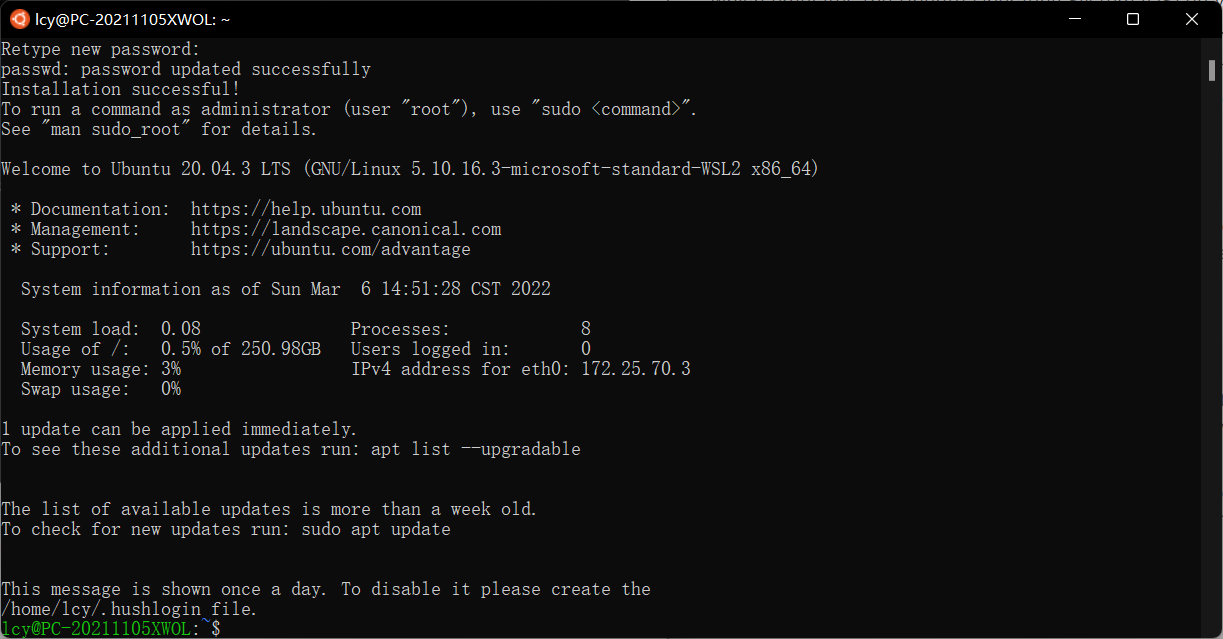 lcy@PC-20211105XWOL: ~
Retype new password:
passwd: password updated successfully
Installation successful!
To run a command as administrator (user "root"), use "sudo <command>".
See "man sudo_root" for details.
Welcome to Ubuntu 20.04.3 LTS (GNU/Linux 5.10.16.3-microsoft-standard-WSL2 x86_64)
* Documentation:  https://help.ubuntu.com
* Management:     https://landscape.canonical.com
* Support:        https://ubuntu.com/advantage
System information as of Sun Mar  6 14:51:28 CST 2022
System load:  0.08               Processes:             8
Usage of /:   0.5% of 250.98GB   Users logged in:       0
Memory usage: 3%                 IPv4 address for eth0: 172.25.70.3
Swap usage:   0%
1 update can be applied immediately.
To see these additional updates run: apt list --upgradable
The list of available updates is more than a week old.
To check for new updates run: sudo apt update
This message is shown once a day. To disable it please create the
/home/lcy/.hushlogin file.
lcy@PC-20211105XWOL:~$